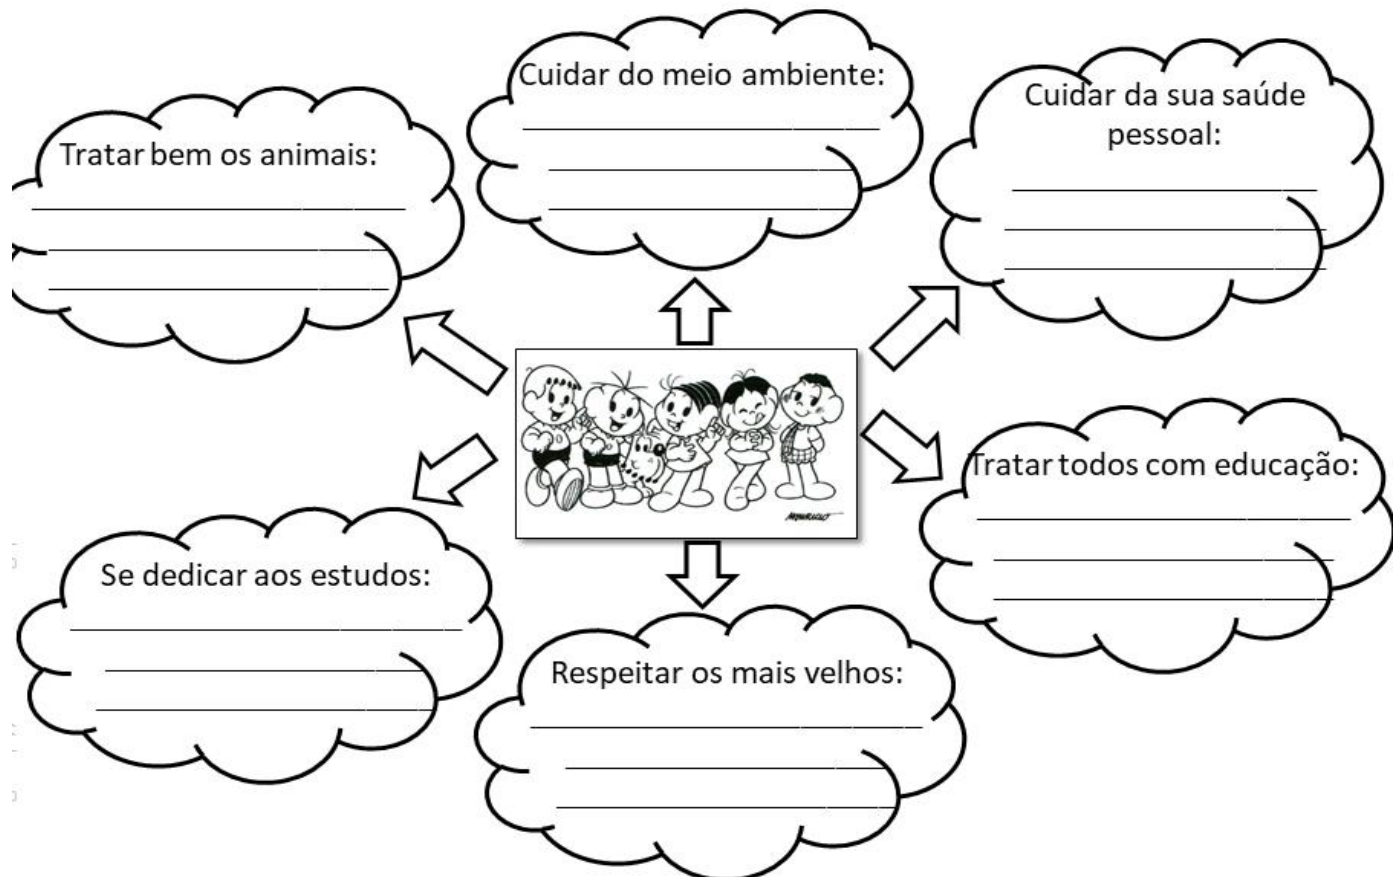 Cuidar do meio ambiente:
Cuidar da sua saúde
pessoal:
Tratar bem os animais:
Tratar todos com educação:
Se dedicar aos estudos:
Respeitar os mais velhos: